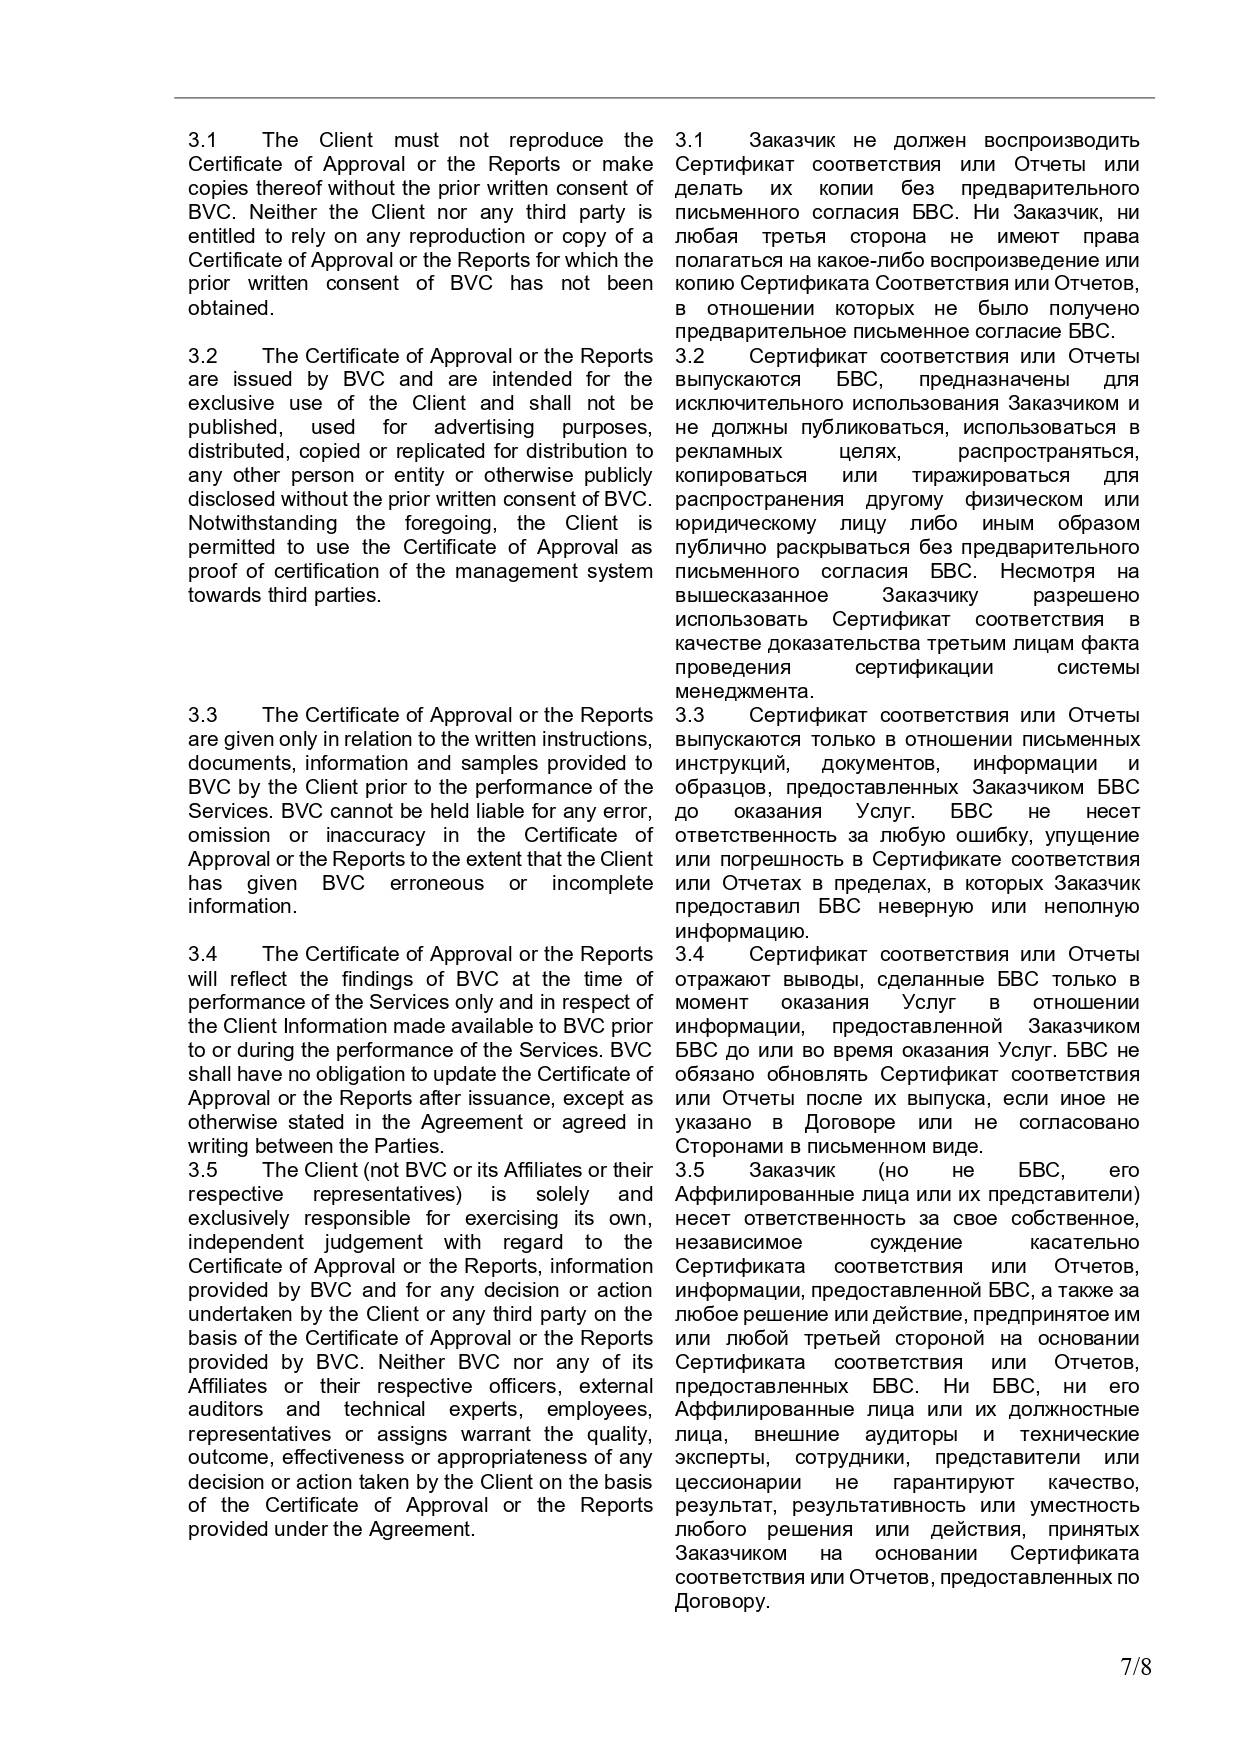 3.1 The Client must not reproduce the
Certificate of Approval or the Reports or make
copies thereof without the prior written consent of
BVC. Neither the Client nor any third party is
entitled to rely on any reproduction or copy of a
Certificate of Approval or the Reports for which the
prior written consent of BVC has not been
obtained.
3.1 Заказчик не должен воспроизводить
Сертификат соответствия или Отчеты или
делать их копии без предварительного
письменного согласия БВС. Ни Заказчик, ни
любая третья сторона не имеют права
полагаться на какое-либо воспроизведение или
копию Сертификата Соответствия или Отчетов,
в отношении которых не было получено
предварительное письменное согласие БВС.
3.2 The Certificate of Approval or the Reports
are issued by BVC and are intended for the
exclusive use of the Client and shall not be
published, used for advertising purposes,
distributed, copied or replicated for distribution to
any other person or entity or otherwise publicly
disclosed without the prior written consent of BVC.
Notwithstanding the foregoing, the Client is
permitted to use the Certificate of Approval as
proof of certification of the management system
towards third parties.
3.2 Сертификат соответствия или Отчеты
выпускаются БВС, предназначены для
исключительного использования Заказчиком и
не должны публиковаться, использоваться в
рекламных целях, распространяться,
копироваться или тиражироваться для
распространения другому физическом или
юридическому лицу либо иным образом
публично раскрываться без предварительного
письменного согласия БВС. Несмотря на
вышесказанное Заказчику разрешено
использовать Сертификат соответствия в
качестве доказательства третьим лицам факта
проведения сертификации системы
менеджмента.
3.3 The Certificate of Approval or the Reports
are given only in relation to the written instructions,
documents, information and samples provided to
BVC by the Client prior to the performance of the
Services. BVC cannot be held liable for any error,
omission or inaccuracy in the Certificate of
Approval or the Reports to the extent that the Client
has given BVC erroneous or incomplete
information.
3.3 Сертификат соответствия или Отчеты
выпускаются только в отношении письменных
инструкций, документов, информации и
образцов, предоставленных Заказчиком БВС
до оказания Услуг. БВС не несет
ответственность за любую ошибку, упущение
или погрешность в Сертификате соответствия
или Отчетах в пределах, в которых Заказчик
предоставил БВС неверную или неполную
информацию.
3.4 The Certificate of Approval or the Reports
will reflect the findings of BVC at the time of
performance of the Services only and in respect of
the Client Information made available to BVC prior
to or during the performance of the Services. BVC
shall have no obligation to update the Certificate of
Approval or the Reports after issuance, except as
otherwise stated in the Agreement or agreed in
writing between the Parties.
3.4 Сертификат соответствия или Отчеты
отражают выводы, сделанные БВС только в
момент оказания Услуг в отношении
информации, предоставленной Заказчиком
БВС до или во время оказания Услуг. БВС не
обязано обновлять Сертификат соответствия
или Отчеты после их выпуска, если иное не
указано в Договоре или не согласовано
Сторонами в письменном виде.
3.5 The Client (not BVC or its Affiliates or their
respective representatives) is solely and
exclusively responsible for exercising its own,
independent judgement with regard to the
Certificate of Approval or the Reports, information
provided by BVC and for any decision or action
undertaken by the Client or any third party on the
basis of the Certificate of Approval or the Reports
provided by BVC. Neither BVC nor any of its
Affiliates or their respective officers, external
auditors and technical experts, employees,
representatives or assigns warrant the quality,
outcome, effectiveness or appropriateness of any
decision or action taken by the Client on the basis
of the Certificate of Approval or the Reports
provided under the Agreement.
3.5 Заказчик (но не БВС, его
Аффилированные лица или их представители)
несет ответственность за свое собственное,
независимое суждение касательно
Сертификата соответствия или Отчетов,
информации, предоставленной БВС, а также за
любое решение или действие, предпринятое им
или любой третьей стороной на основании
Сертификата соответствия или Отчетов,
предоставленных БВС. Ни БВС, ни его
Аффилированные лица или их должностные
лица, внешние аудиторы и технические
эксперты, сотрудники, представители или
цессионарии не гарантируют качество,
результат, результативность или уместность
любого решения или действия, принятых
Заказчиком на основании Сертификата
соответствия или Отчетов, предоставленных по
Договору.
7/8